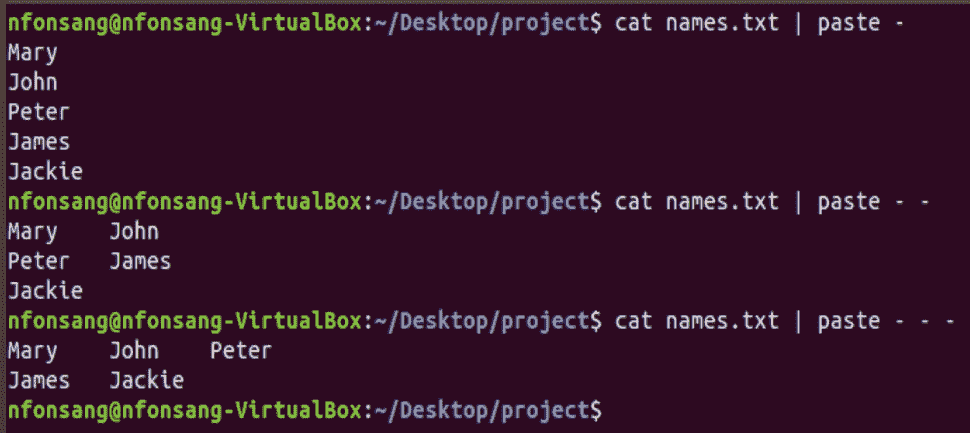 nfonsang@nfonsang-VirtualBox:~/Desktop/project$ cat names.txt | paste -
Mary
John
Peter
James
Jackie
nfonsang@nfonsang-VirtualBox:~/Desktop/project$ cat names.txt | paste - -
Mary    John
Peter   James
Jackie
nfonsang@nfonsang-VirtualBox:~/Desktop/project$ cat names.txt | paste - - -
Mary    John    Peter
James   Jackie
nfonsang@nfonsang-VirtualBox:~/Desktop/project$